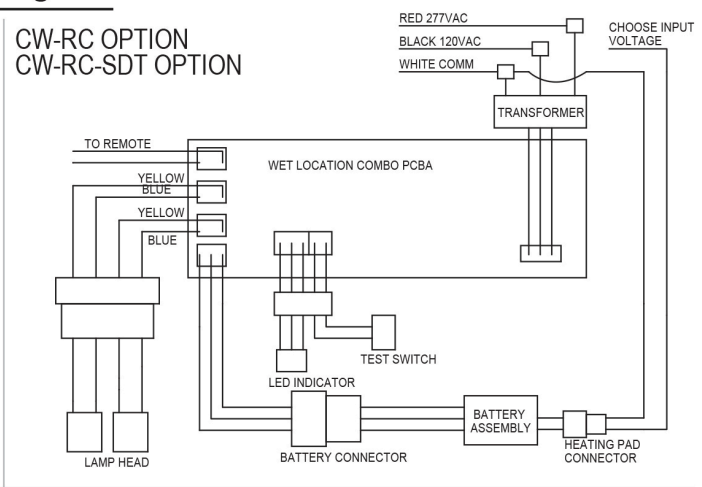 CW-RC OPTION
CW-RC-SDT OPTION
RED 277VAC
BLACK 120VAC
WHITE COMM
CHOOSE INPUT
VOLTAGE
TRANSFORMER
TO REMOTE
WET LOCATION COMBO PCBA
YELLOW
BLUE
YELLOW
BLUE
TEST SWITCH
LED INDICATOR
BATTERY
ASSEMBLY
LAMP HEAD
BATTERY CONNECTOR
HEATING PAD
CONNECTOR